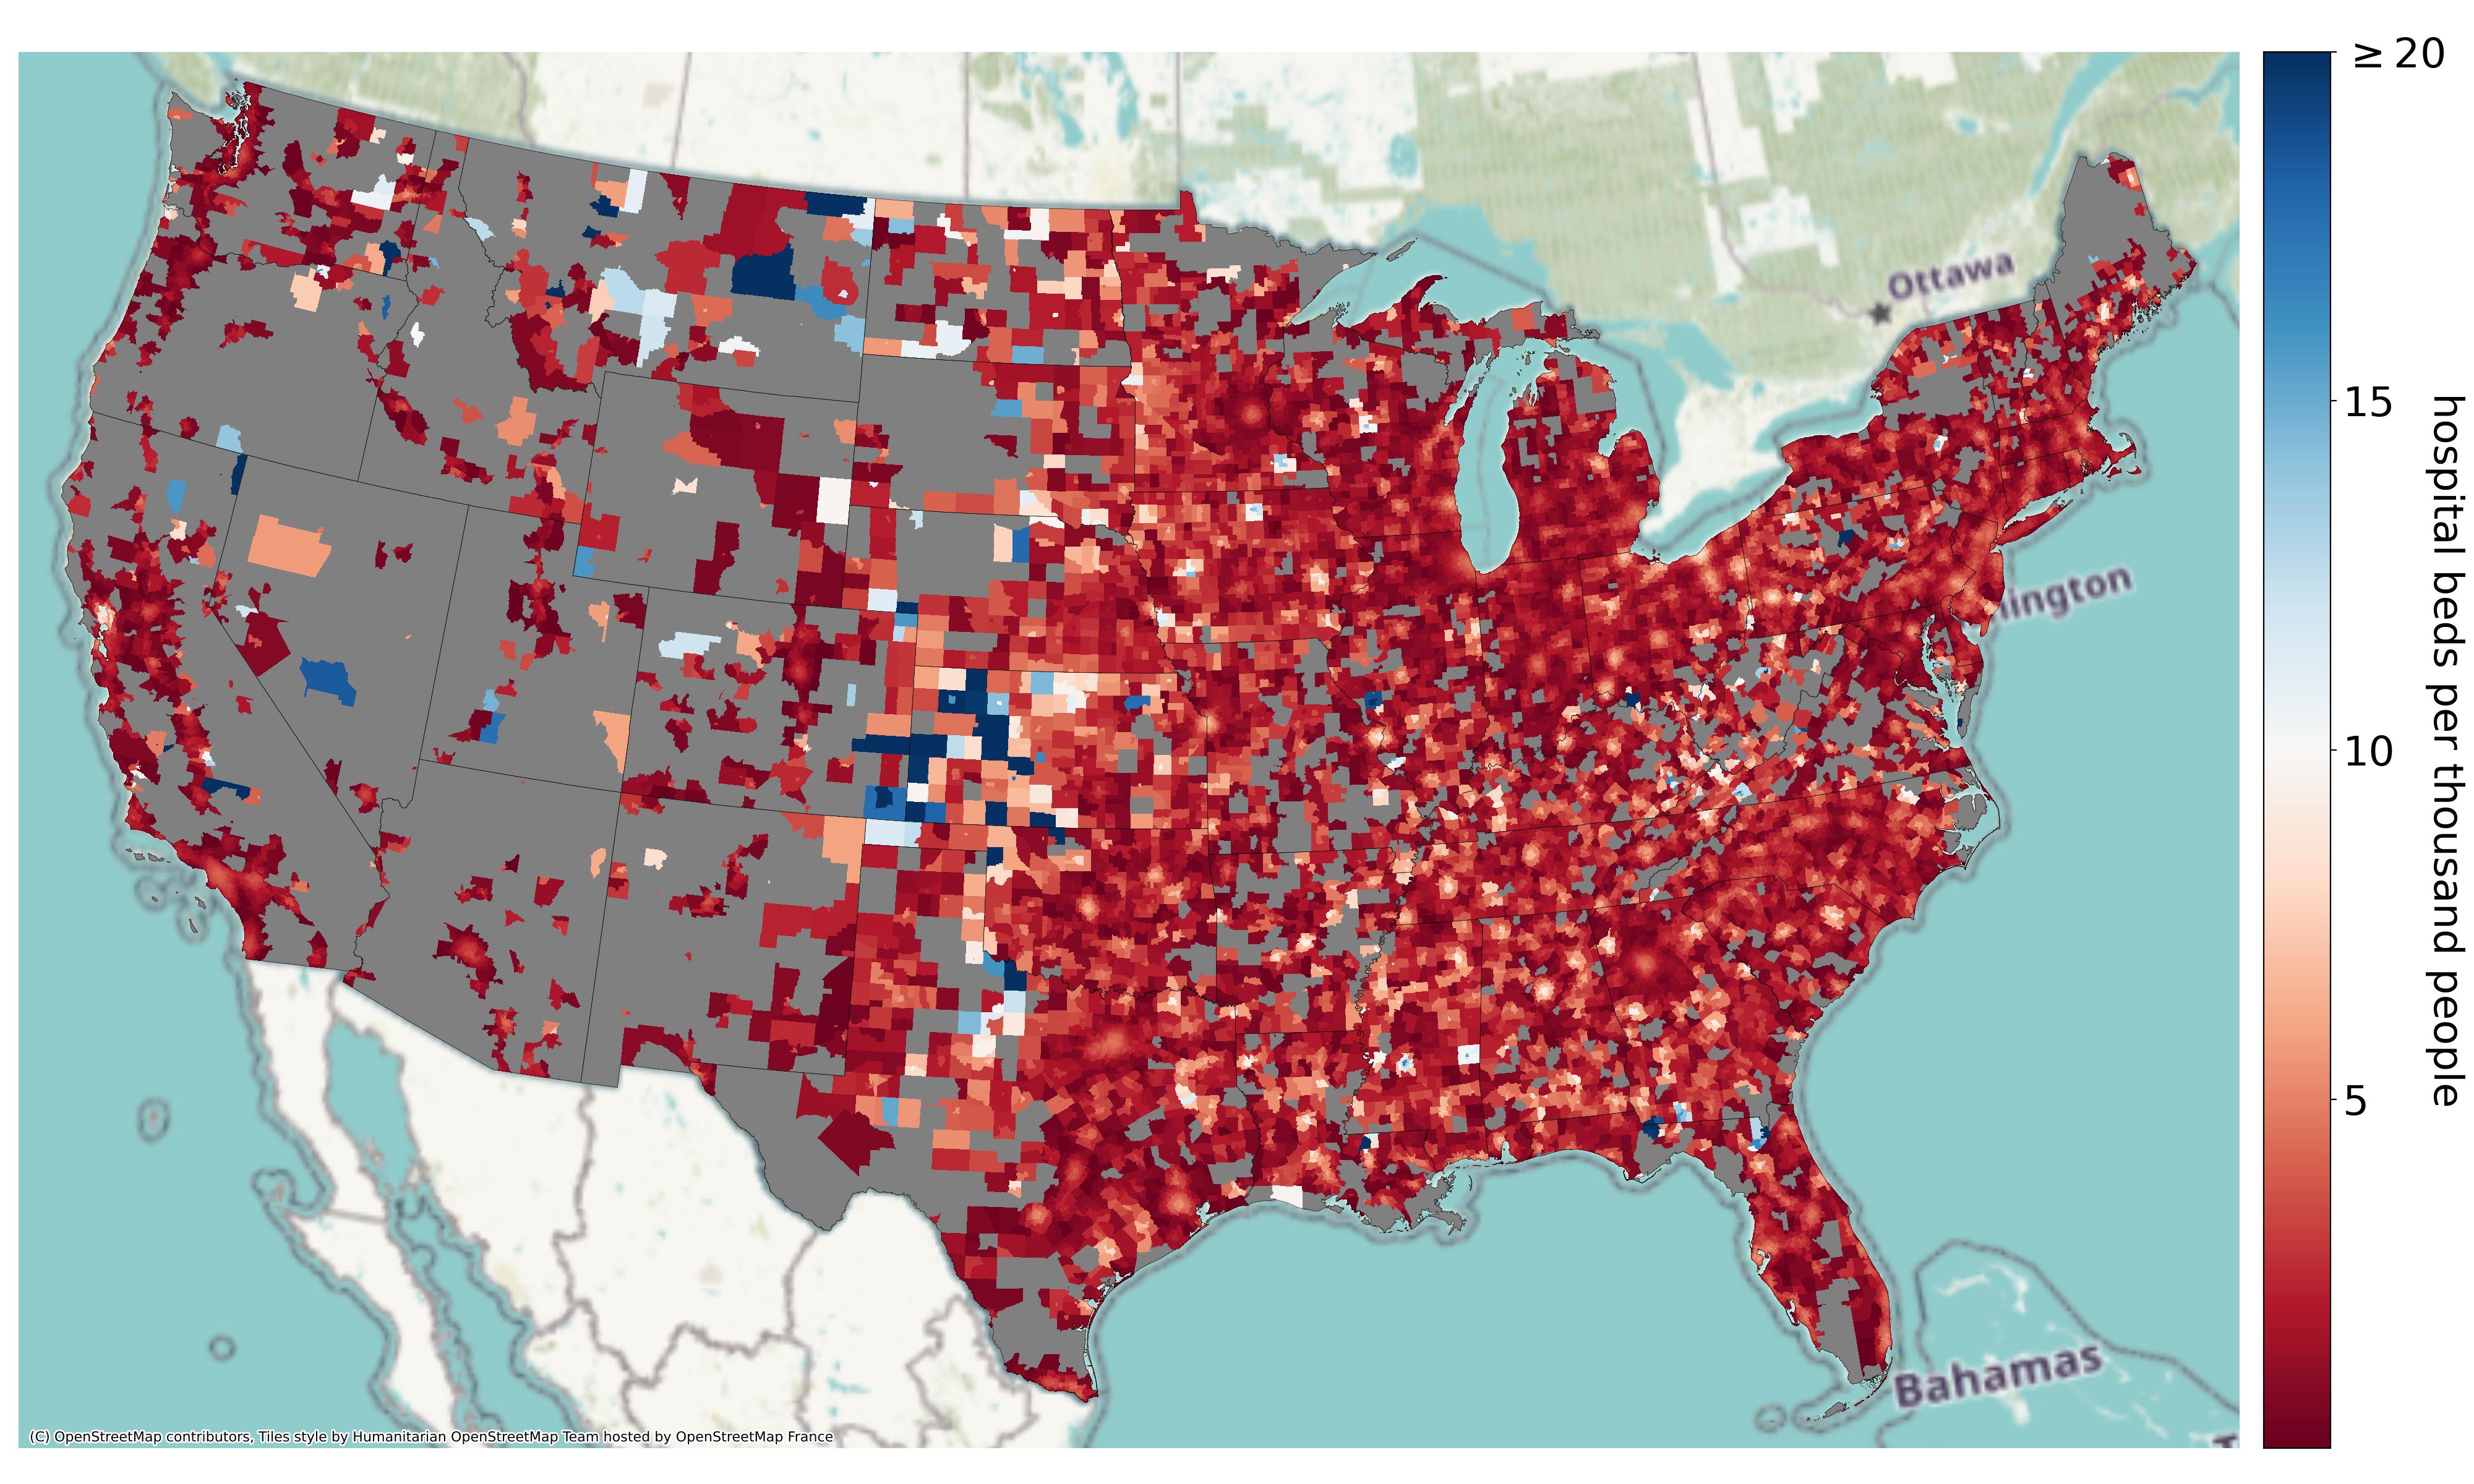 ≥ 20
Ottawa
15
hospital beds per thousand people
ington
10
5
Bahamas
(C) OpenStreetMap contributors, Tiles style by Humanitarian OpenStreetMap Team hosted by OpenStreetMap France